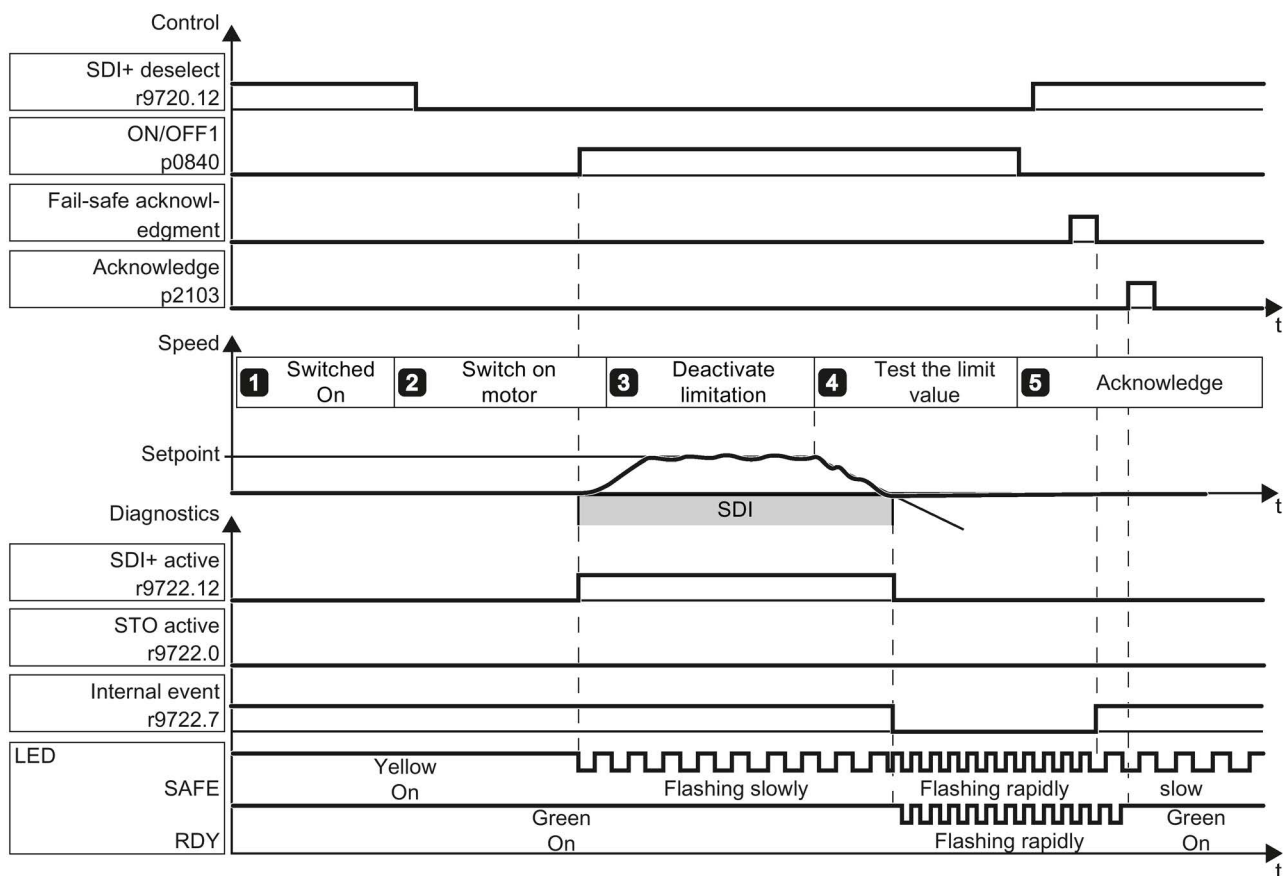 Control
SDI+ deselect
r9720.12
ON/OFF1
p0840
Fail-safe acknowl-
edgment
Acknowledge
p2103
t
Speed
1 Switched
On
2 Switch on
motor
3 Deactivate
limitation
4 Test the limit
value
5 Acknowledge
Setpoint
t
SDI
Diagnostics
SDI+ active
r9722.12
STO active
r9722.0
Internal event
r9722.7
LED
SAFE
Yellow
On
Flashing slowly
Flashing rapidly
slow
RDY
Green
On
Flashing rapidly
Green
On
t